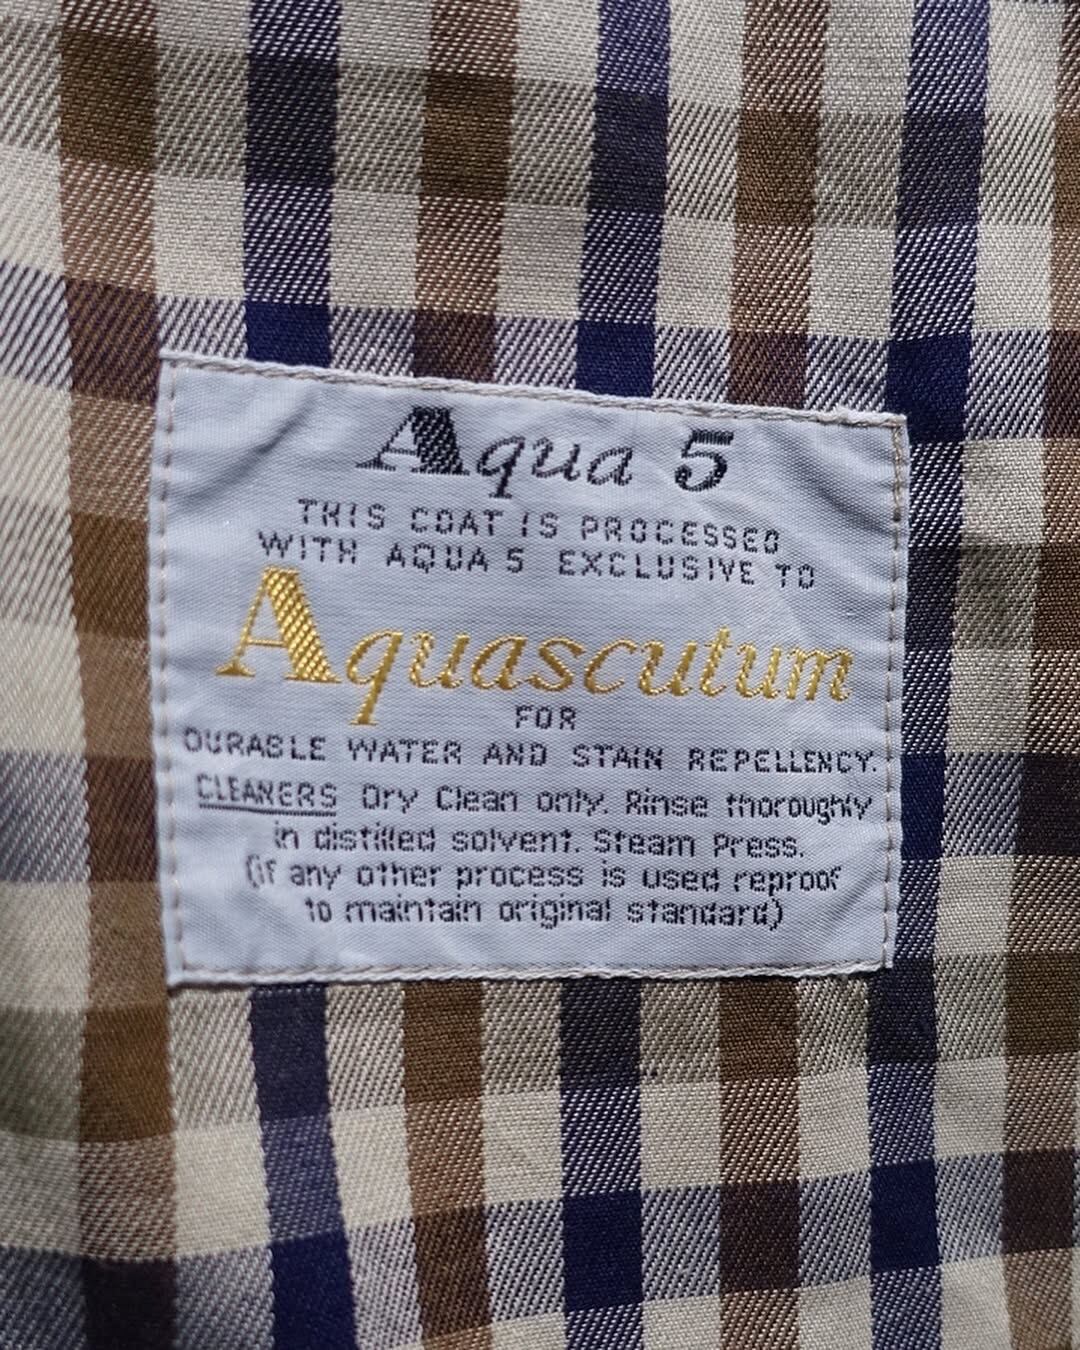 Aqua 5
THIS COAT IS PROCESSED
WITH AQUA 5 EXCLUSIVE TO
Aquascutum
FOR
DURABLE WATER AND STAIN REPELLENCY.
CLEANERS Dry Clean only. Rinse thoroughly
in distilled solvent. Steam Press.
(if any other process is used reproof
to maintain original standard)